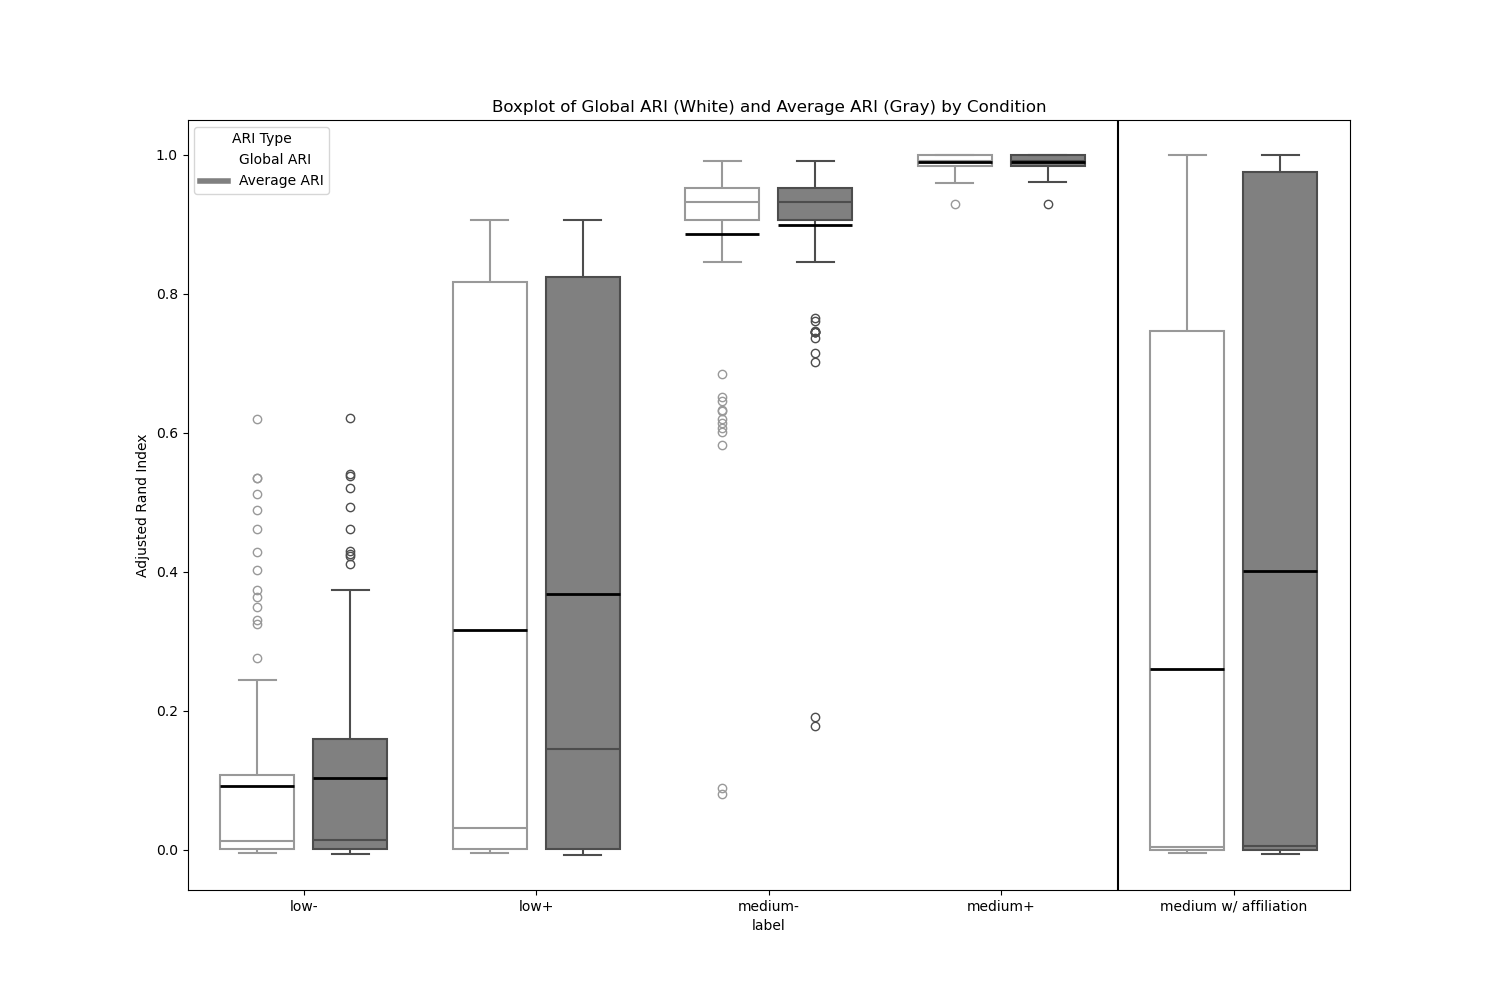 Boxplot of Global ARI (White) and Average ARI (Gray) by Condition
ARI Type
Global ARI
Average ARI
Adjusted Rand Index
1.0
0.8
0.6
0.4
0.2
0.0
low-
low+
medium-
medium+
medium w/ affiliation
label